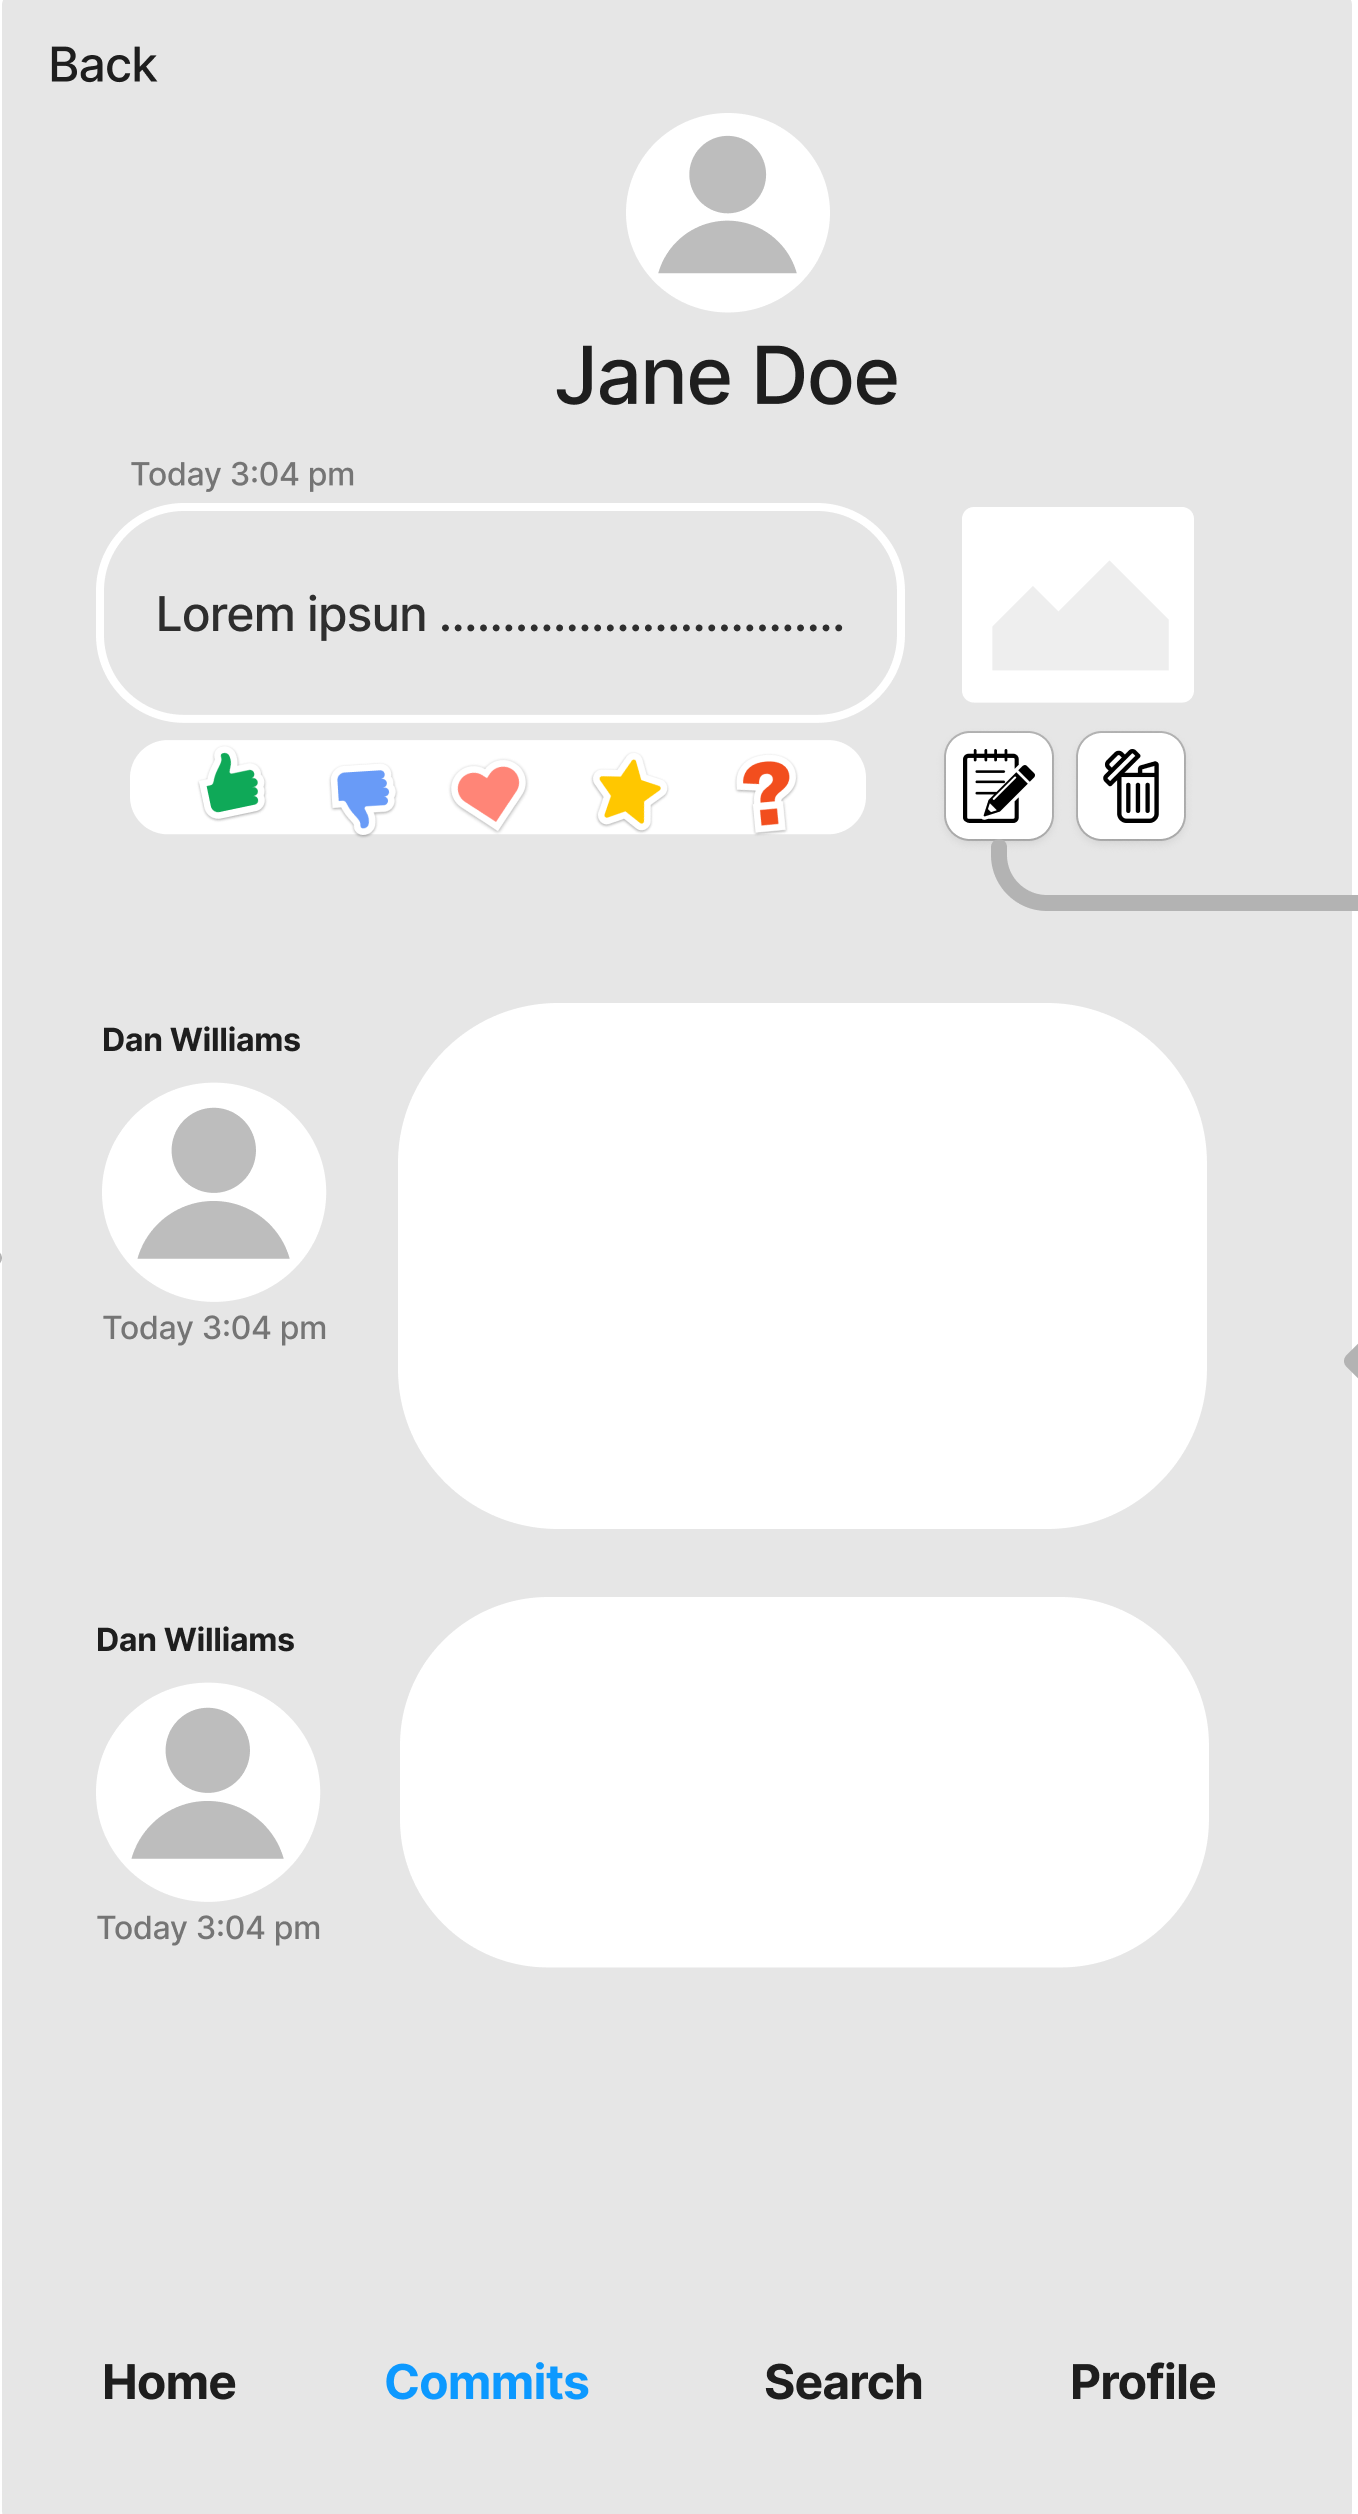 Back
Jane Doe
Today 3:04 pm
Lorem ipsun ................................
Dan Williams
Today 3:04 pm
Dan Williams
Today 3:04 pm
Home Commits Search Profile